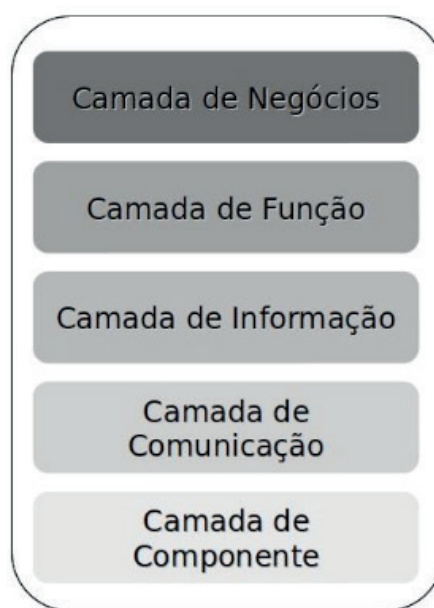 Camada de Negócios
Camada de Função
Camada de Informação
Camada de
Comunicação
Camada de
Componente